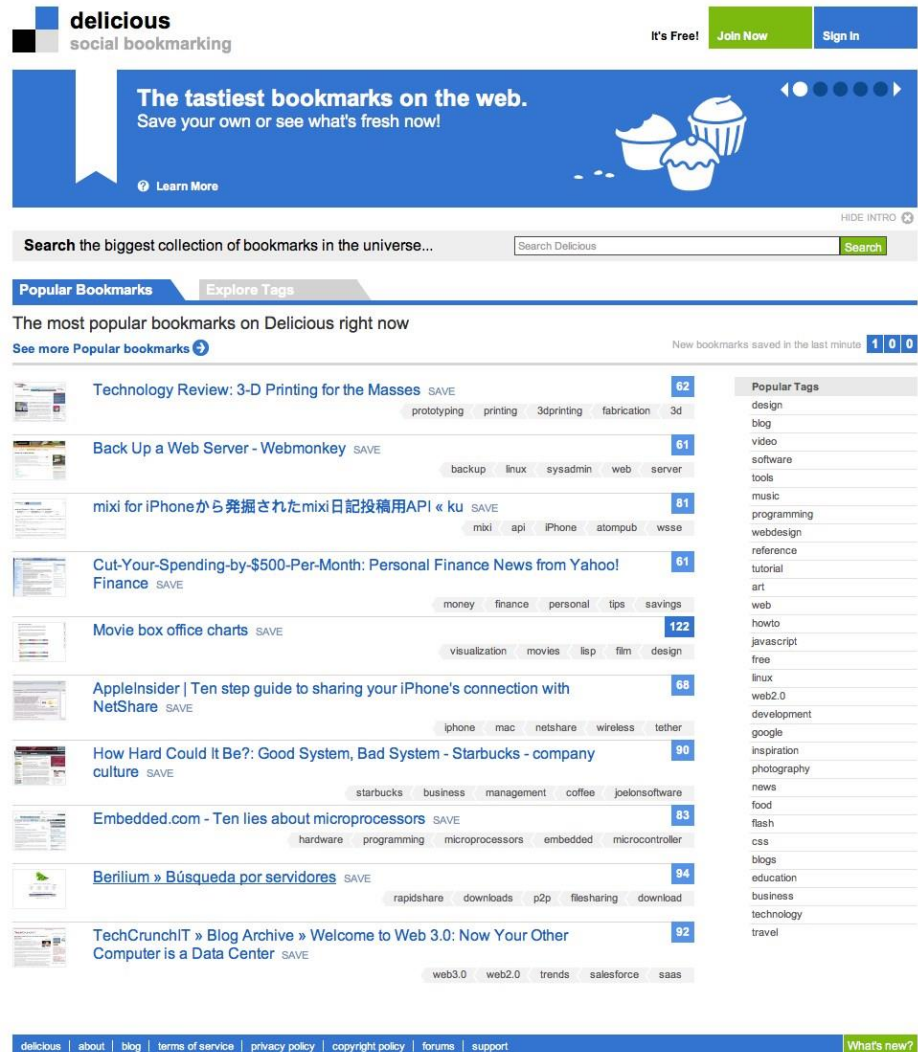 delicious
social bookmarking
It's Free!
Join Now
Sign In
The tastiest bookmarks on the web.
Save your own or see what's fresh now!
Learn More
HIDE INTRO
Search the biggest collection of bookmarks in the universe...
Search Delicious
Search
Popular Bookmarks
Explore Tags
The most popular bookmarks on Delicious right now
See more Popular bookmarks
New bookmarks saved in the last minute 1 0 0
Technology Review: 3-D Printing for the Masses SAVE
62
prototyping printing 3dprinting fabrication 3d
Back Up a Web Server - Webmonkey SAVE
61
backup linux sysadmin web server
mixi for iPhoneから発掘されたmixi日記投稿用API « ku SAVE
81
mixi api iPhone atompub wsse
Cut-Your-Spending-by-$500-Per-Month: Personal Finance News from Yahoo!
Finance SAVE
61
money finance personal tips savings
Movie box office charts SAVE
122
visualization movies lisp film design
AppleInsider | Ten step guide to sharing your iPhone's connection with
NetShare SAVE
68
iphone mac netshare wireless tether
How Hard Could It Be?: Good System, Bad System - Starbucks - company
culture SAVE
90
starbucks business management coffee joelonsoftware
Embedded.com - Ten lies about microprocessors SAVE
83
hardware programming microprocessors embedded microcontroller
Berilium » Búsqueda por servidores SAVE
94
rapidshare downloads p2p filesharing download
TechCrunchIT » Blog Archive » Welcome to Web 3.0: Now Your Other
Computer is a Data Center SAVE
92
web3.0 web2.0 trends salesforce saas
Popular Tags
design
blog
video
software
tools
music
programming
webdesign
reference
tutorial
art
web
howto
javascript
free
linux
web2.0
development
google
inspiration
photography
news
food
flash
css
blogs
education
business
technology
travel
delicious | about | blog | terms of service | privacy policy | copyright policy | forums | support
What's new?